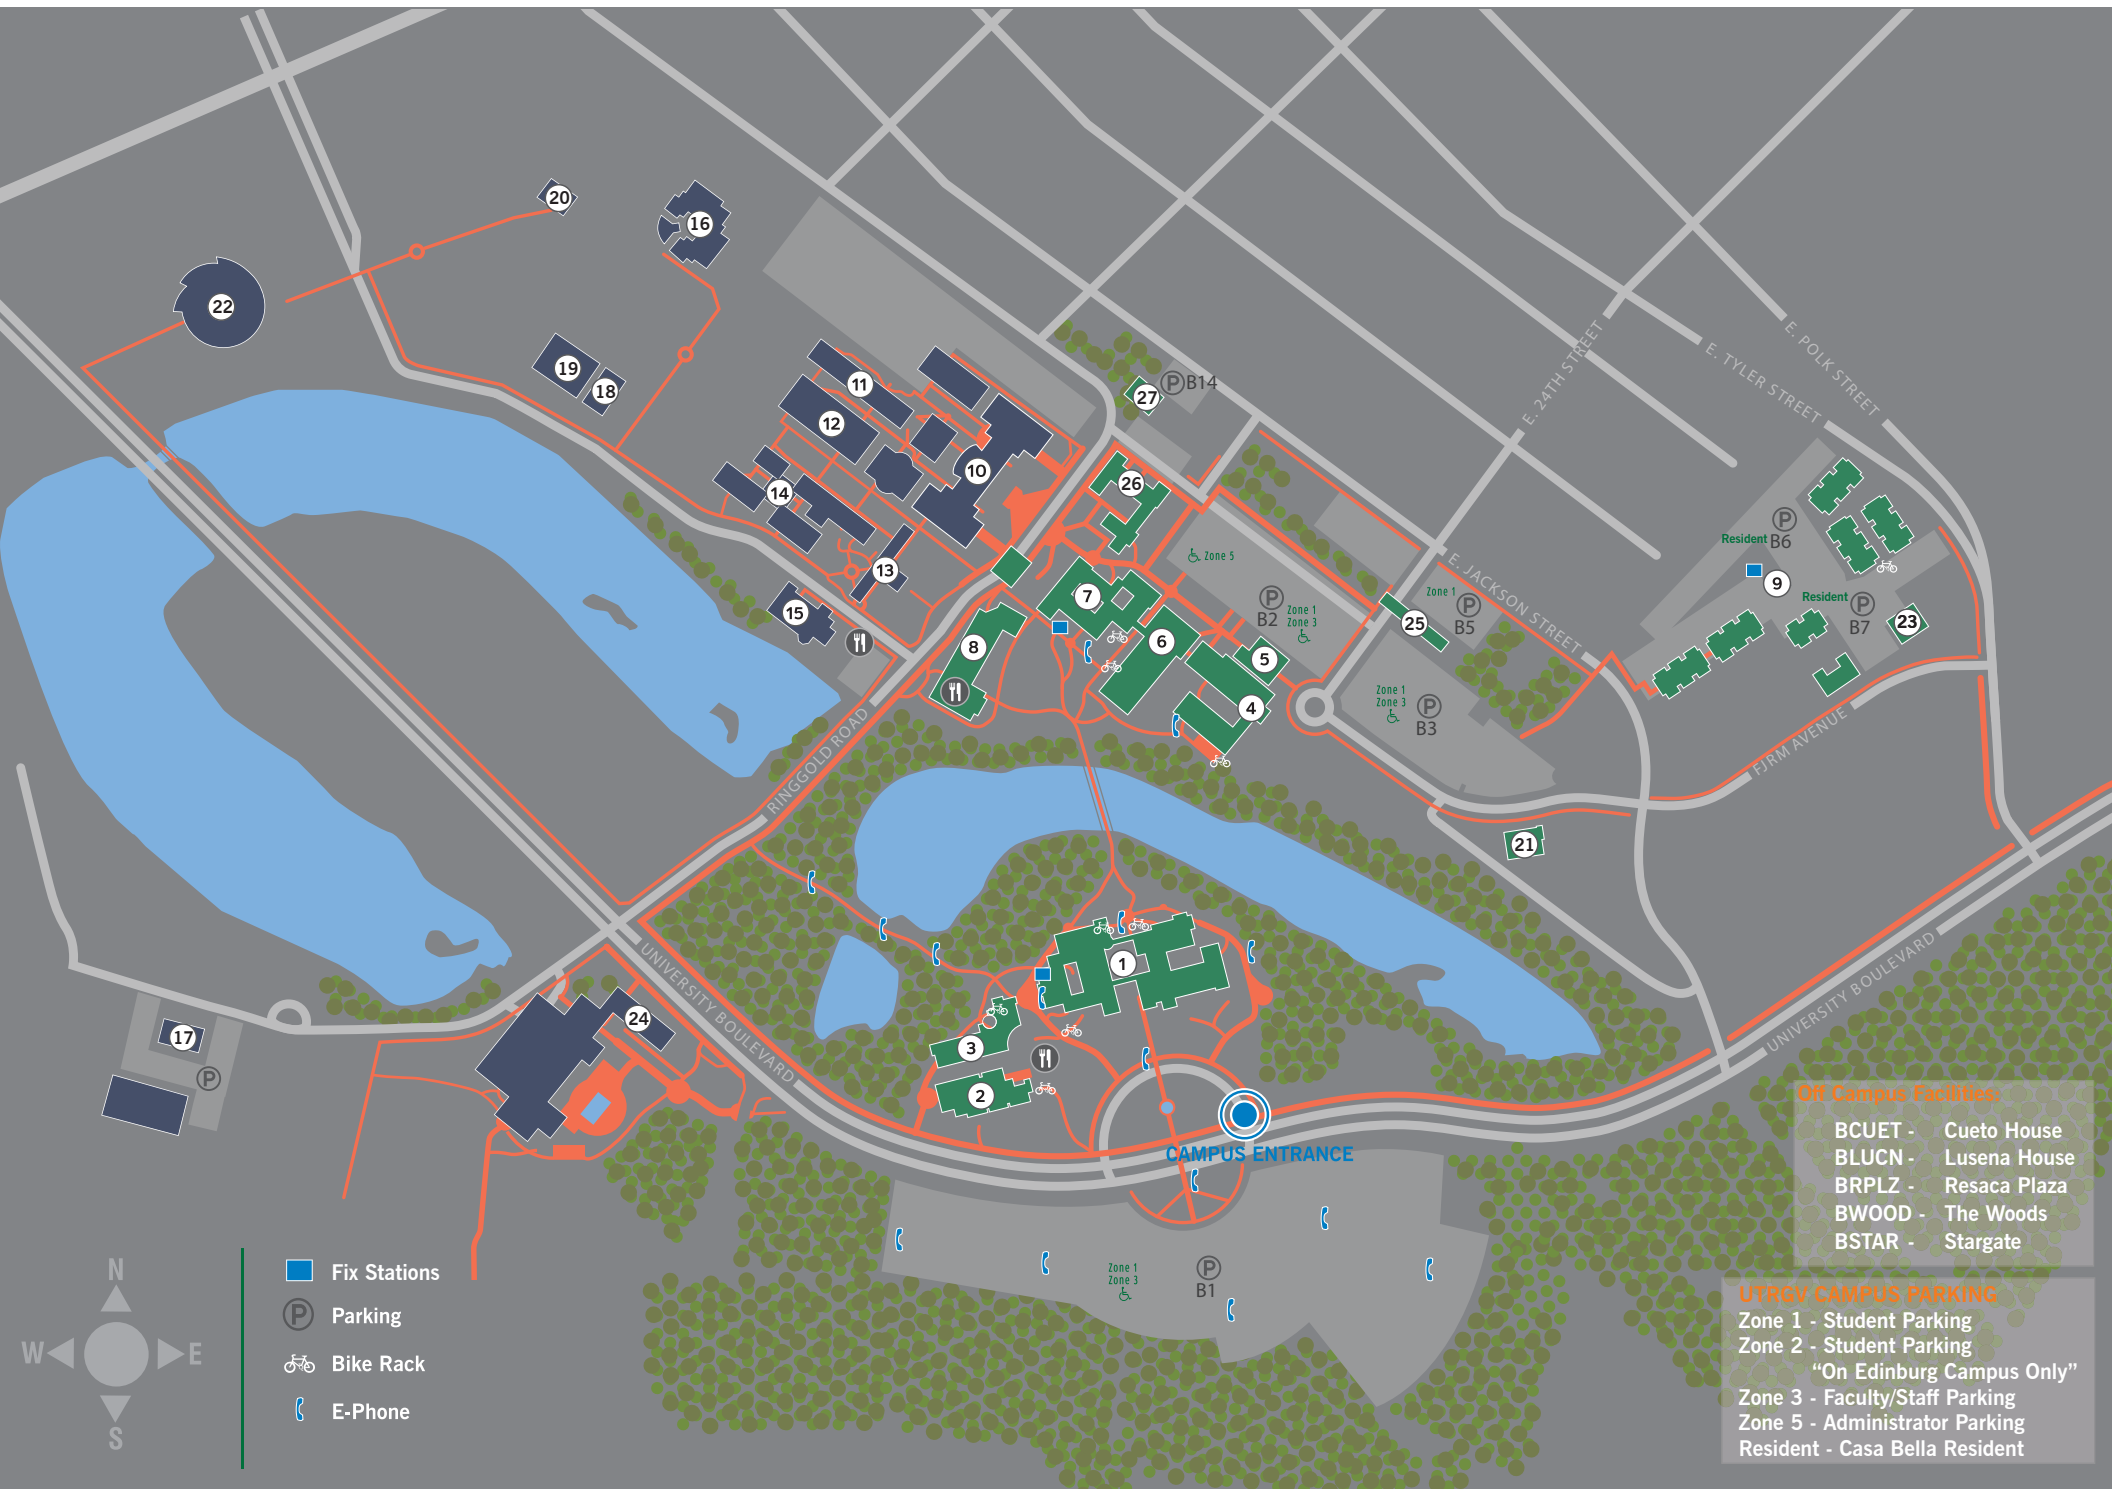 20
16
22
19
18
11
12
10
14
13
15
27
P B14
26
E. 24TH STREET
E. TYLER STREET
E. POLK STREET
E. JACKSON STREET
Zone 5
P
B2
Zone 1
Zone 3
Zone 1
P
B5
25
Resident
P
B6
9
Resident
P
B7
23
7
6
8
5
4
Zone 1
Zone 3
P
B3
FJRM AVENUE
RINGGOLD ROAD
21
1
3
2
24
17
P
UNIVERSITY BOULEVARD
UNIVERSITY BOULEVARD
CAMPUS ENTRANCE
Zone 1
Zone 3
P
B1
N
W
E
S
Fix Stations
P Parking
Bike Rack
E-Phone
Off Campus Facilities:
BCUET - Cueto House
BLUCN - Lusena House
BRPLZ - Resaca Plaza
BWOOD - The Woods
BSTAR - Stargate
UTRGV CAMPUS PARKING
Zone 1 - Student Parking
Zone 2 - Student Parking
“On Edinburg Campus Only”
Zone 3 - Faculty/Staff Parking
Zone 5 - Administrator Parking
Resident - Casa Bella Resident